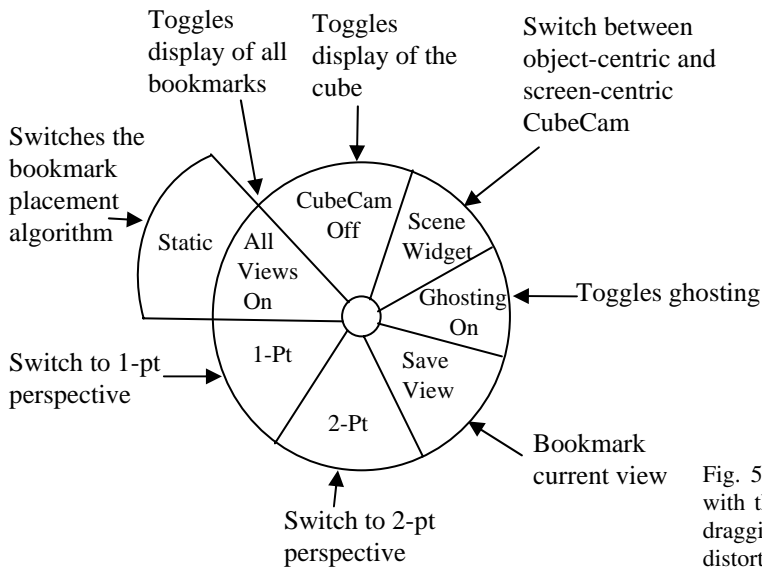 Toggles
display of all
bookmarks
Toggles
display of the
cube
Switch between
object-centric and
screen-centric
CubeCam
Switches the
bookmark
placement
algorithm
Static
All
Views
On
CubeCam
Off
Scene
Widget
Ghosting
On
Toggles ghosting
Save
View
1-Pt
2-Pt
Switch to 1-pt
perspective
Bookmark
current view
Switch to 2-pt
perspective
Fig. 5
with th
draggi
distort